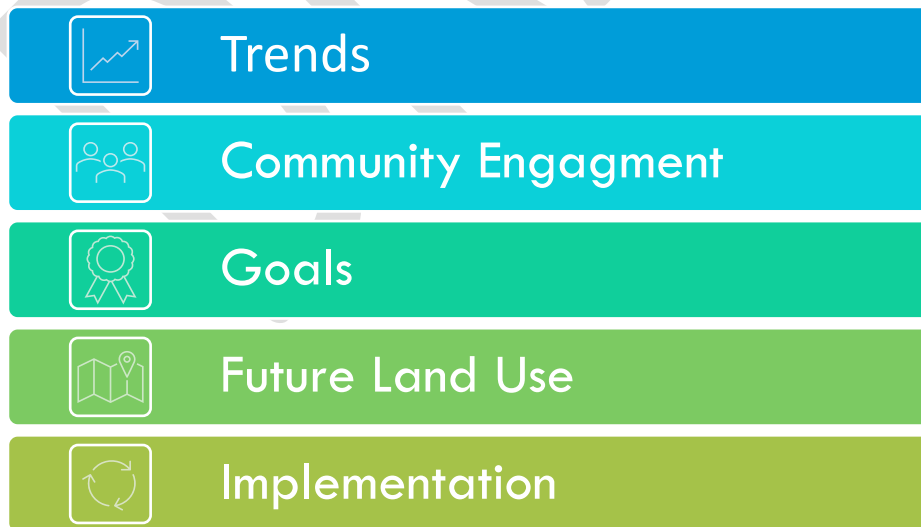 Trends
Community Engagment
Goals
Future Land Use
Implementation